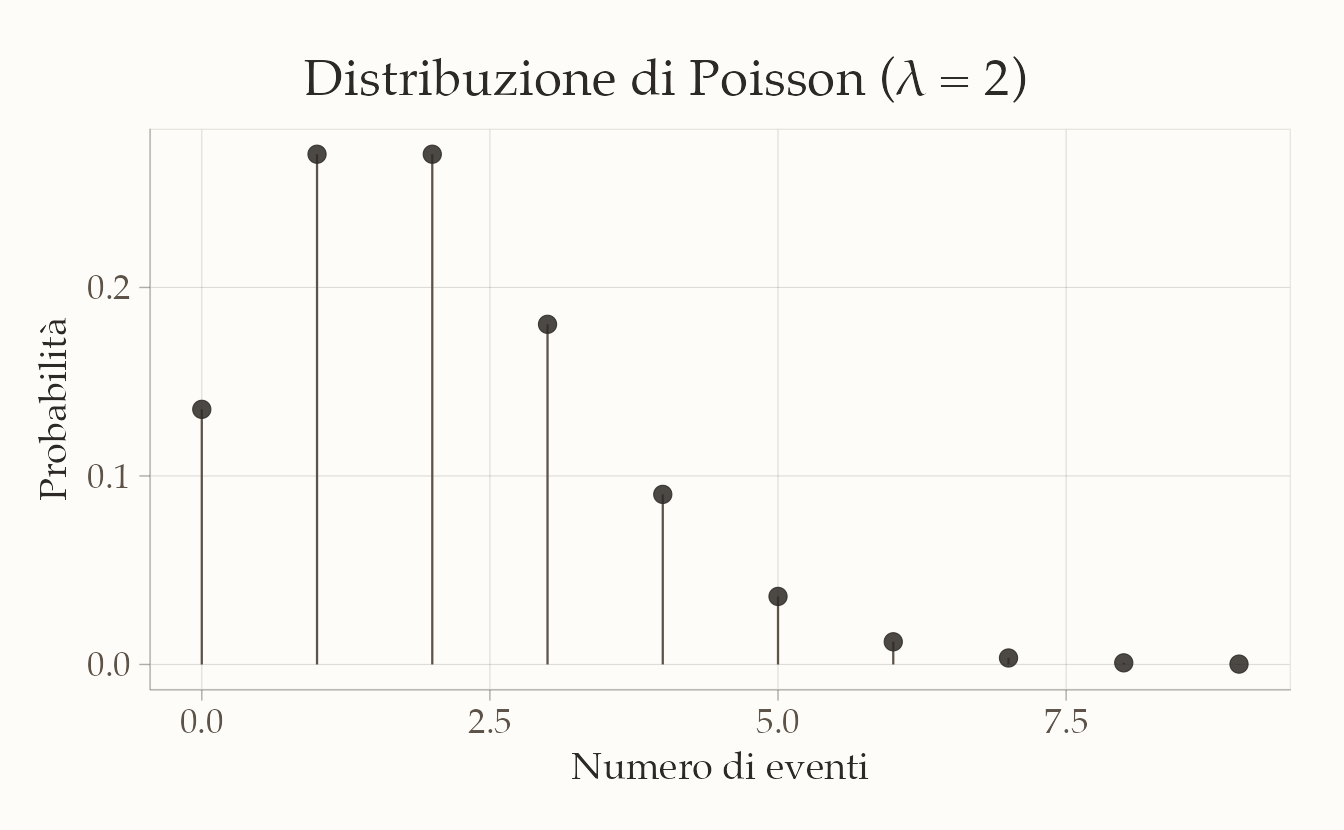 Distribuzione di Poisson (λ = 2)
Probabilità
0.2
0.1
0.0
0.0 2.5 5.0 7.5
Numero di eventi